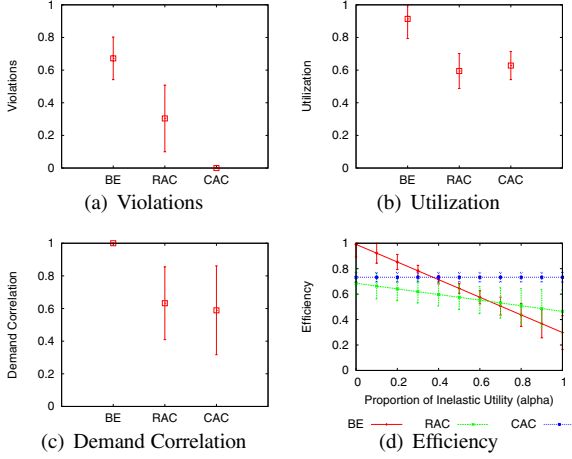 1
0.8
0.6
0.4
0.2
0
Violations
BE RAC CAC
(a) Violations
1
0.8
0.6
0.4
0.2
0
Utilization
BE RAC CAC
(b) Utilization
1
0.8
0.6
0.4
0.2
0
Demand Correlation
BE RAC CAC
(c) Demand Correlation
1
0.8
0.6
0.4
0.2
0
Efficiency
0 0.2 0.4 0.6 0.8 1
Proportion of Inelastic Utility (alpha)
BE RAC CAC
(d) Efficiency